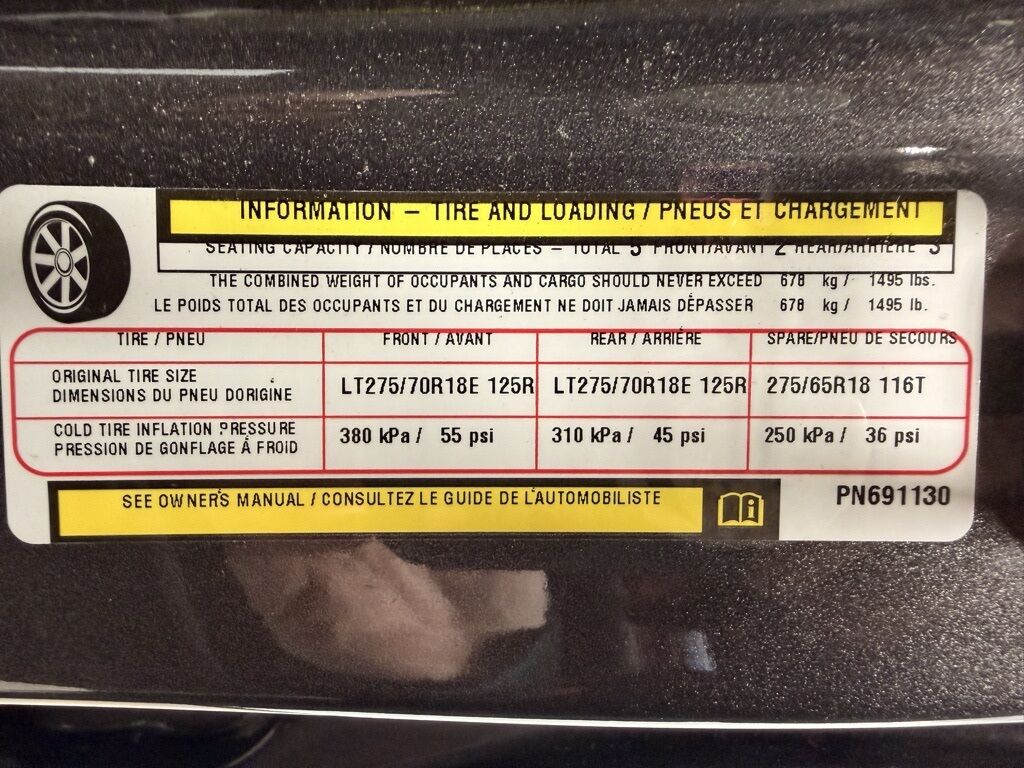 INFORMATION – TIRE AND LOADING / PNEUS ET CHARGEMENT
SEATING CAPACITY / NOMBRE DE PLACES – TOTAL 5 FRONT/AVANT 2 REAR/ARRIÈRE 3
THE COMBINED WEIGHT OF OCCUPANTS AND CARGO SHOULD NEVER EXCEED 678 kg / 1495 lbs.
LE POIDS TOTAL DES OCCUPANTS ET DU CHARGEMENT NE DOIT JAMAIS DÉPASSER 678 kg / 1495 lb.
TIRE / PNEU FRONT / AVANT REAR / ARRIÉRE SPARE/PNEU DE SECOURS
ORIGINAL TIRE SIZE
DIMENSIONS DU PNEU D'ORIGINE LT275/70R18E 125R LT275/70R18E 125R 275/65R18 116T
COLD TIRE INFLATION PRESSURE
PRESSION DE GONFLAGE Á FROID 380 kPa / 55 psi 310 kPa / 45 psi 250 kPa / 36 psi
SEE OWNER'S MANUAL / CONSULTEZ LE GUIDE DE L'AUTOMOBILISTE
PN691130